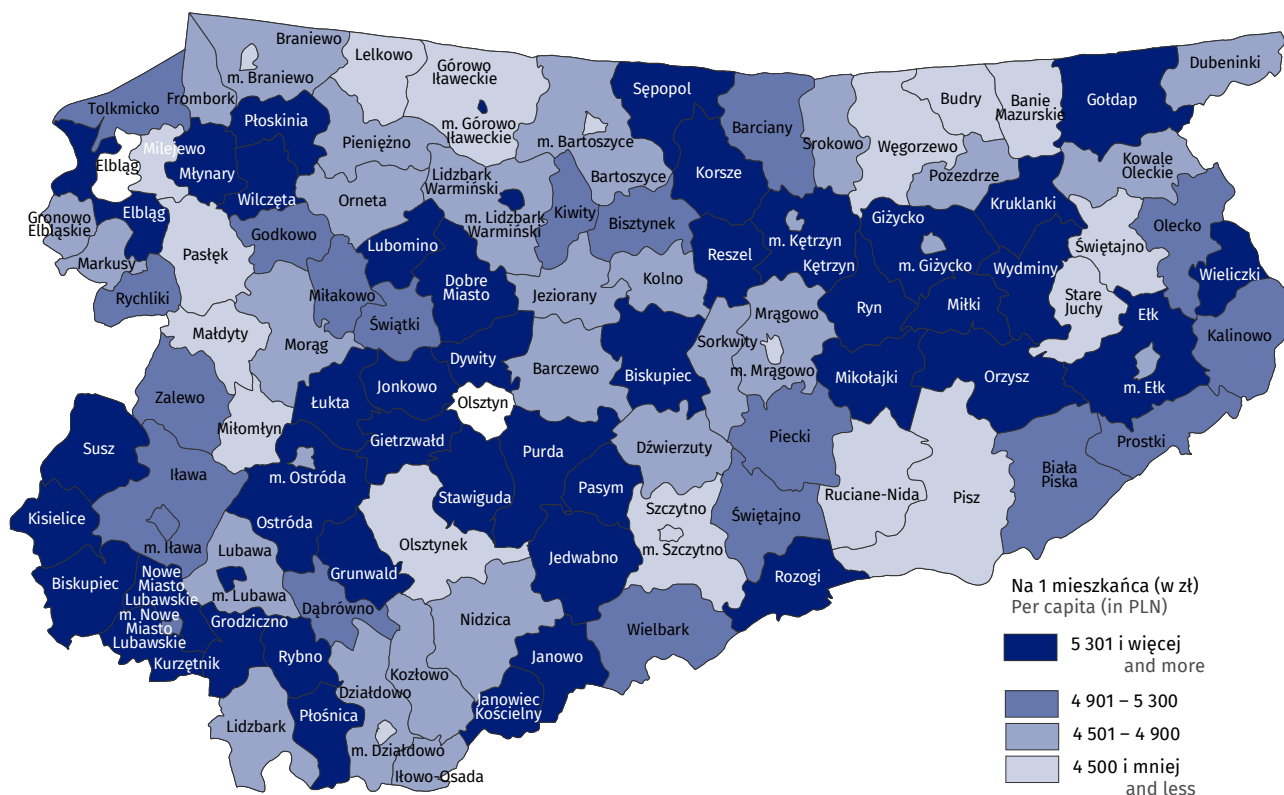 Braniewo
Lelkowo
Górowo
Iławeckie
m. Braniewo
Tolkmicko
Frombork
Płoskinia
m. Górowo
Iławeckie
Sępopol
Barciany
Srokowo
Węgorzewo
Budry
Banie
Mazurskie
Gołdap
Dubeninki
Elbląg
Milejewo
Młynary
Wilczęta
Pieniężno
m. Bartoszyce
Bartoszyce
Korsze
Pozezdrze
Kowale
Oleckie
Gronowo
Elbląskie
Elbląg
Godkowo
Orneta
Lidzbark
Warmiński
m. Lidzbark
Warmiński
Kiwity
Bisztynek
Reszel
m. Kętrzyn
Kętrzyn
Giżycko
m. Giżycko
Kruklanki
Wydminy
Świętajno
Olecko
Wieliczki
Markusy
Rychliki
Pasłęk
Miłakowo
Lubomino
Dobre
Miasto
Świątki
Jeziorany
Kolno
Mrągowo
Ryn
Miłki
Stare
Juchy
Ełk
Kalinowo
Małdyty
Morąg
Dywity
Barczewo
Biskupiec
Sorkwity
m. Mrągowo
Mikołajki
Orzysz
m. Ełk
Zalewo
Miłomłyn
Łukta
Jonkowo
Olsztyn
Gietrzwałd
Purda
Dźwierzuty
Piecki
Prostki
Susz
Iława
m. Ostróda
Stawiguda
Pasym
Ruciane-Nida
Pisz
Biała
Piska
Kisielice
m. Iława
Ostróda
Olsztynek
Szczytno
m. Szczytno
Świętajno
Lubawa
Jedwabno
Rozogi
Biskupiec
Nowe
Miasto
Lubawskie
m. Lubawa
Grunwald
Dąbrówno
m. Nowe
Miasto
Lubawskie
Grodziczno
Nidzica
Wielbark
Kurzętnik
Rybno
Janowo
Kozłowo
Działdowo
Lidzbark
Płośnica
Janowiec
Kościelny
m. Działdowo
Iłowo-Osada
Na 1 mieszkańca (w zł)
Per capita (in PLN)
5 301 i więcej
and more
4 901 – 5 300
4 501 – 4 900
4 500 i mniej
and less